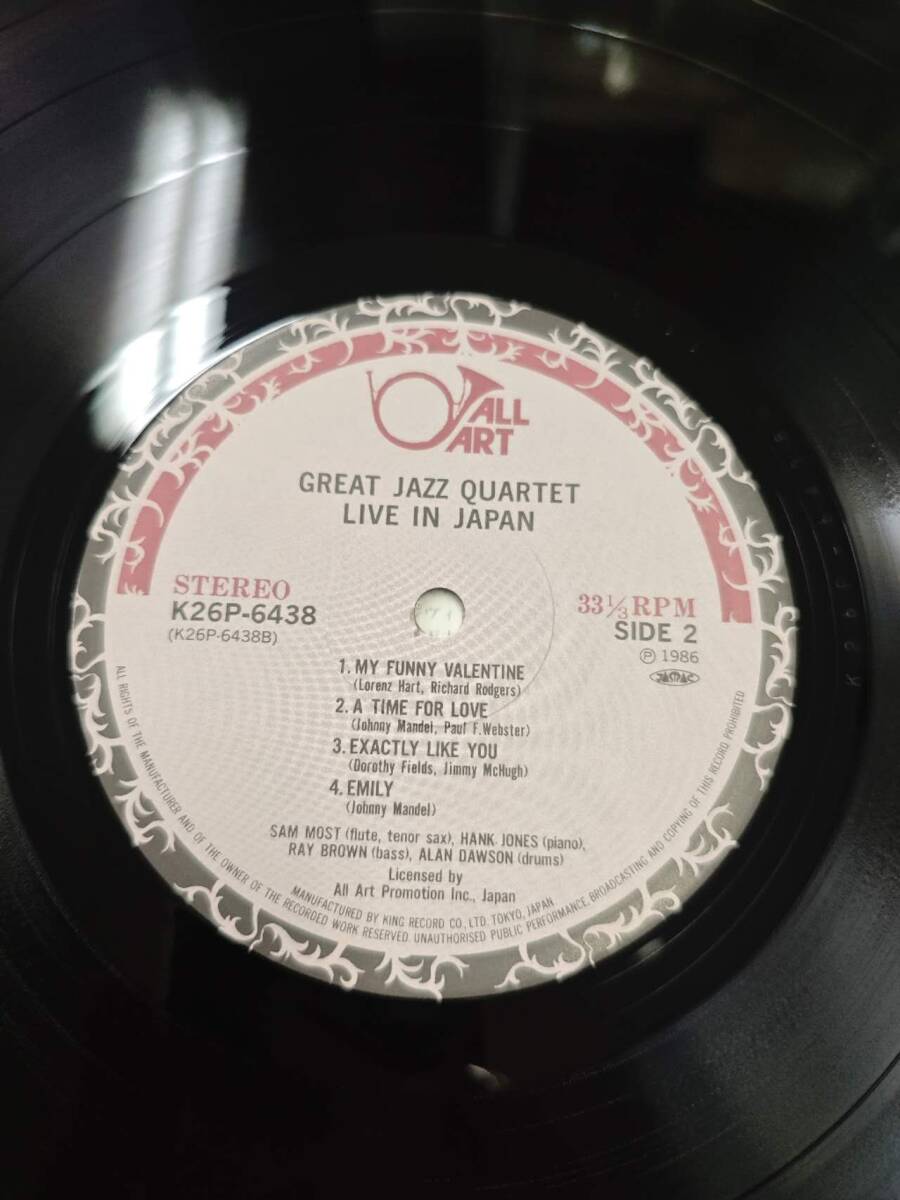 ALL
ART
GREAT JAZZ QUARTET
LIVE IN JAPAN
STEREO
K26P-6438
(K26P-6438B)
33 1/3 RPM
SIDE 2
Ⓟ 1986
JASRAC
1. MY FUNNY VALENTINE
(Lorenz Hart, Richard Rodgers)
2. A TIME FOR LOVE
(Johnny Mandel, Paul F. Webster)
3. EXACTLY LIKE YOU
(Dorothy Fields, Jimmy McHugh)
4. EMILY
(Johnny Mandel)
SAM MOST (flute, tenor sax), HANK JONES (piano),
RAY BROWN (bass), ALAN DAWSON (drums)
Licensed by
All Art Promotion Inc., Japan
MANUFACTURED BY KING RECORD CO., LTD. TOKYO, JAPAN
ALL RIGHTS OF THE MANUFACTURER AND OF THE OWNER OF THE RECORDED WORK RESERVED. UNAUTHORISED PUBLIC PERFORMANCE, BROADCASTING AND COPYING OF THIS RECORD PROHIBITED